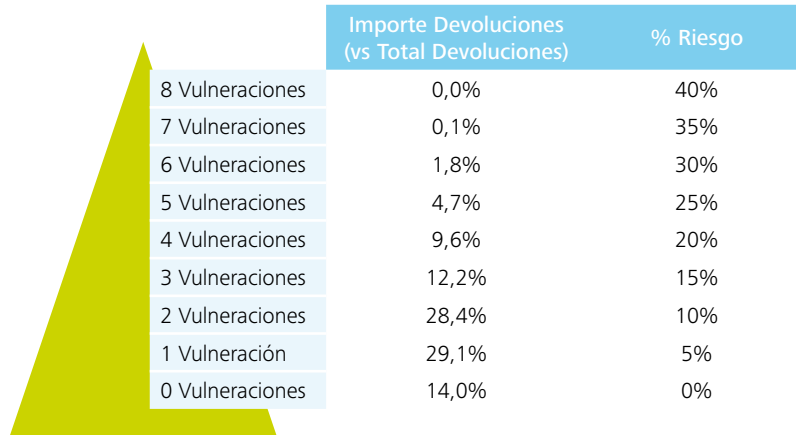 Importe Devoluciones
(vs Total Devoluciones)
% Riesgo
8 Vulneraciones 0,0% 40%
7 Vulneraciones 0,1% 35%
6 Vulneraciones 1,8% 30%
5 Vulneraciones 4,7% 25%
4 Vulneraciones 9,6% 20%
3 Vulneraciones 12,2% 15%
2 Vulneraciones 28,4% 10%
1 Vulneración 29,1% 5%
0 Vulneraciones 14,0% 0%